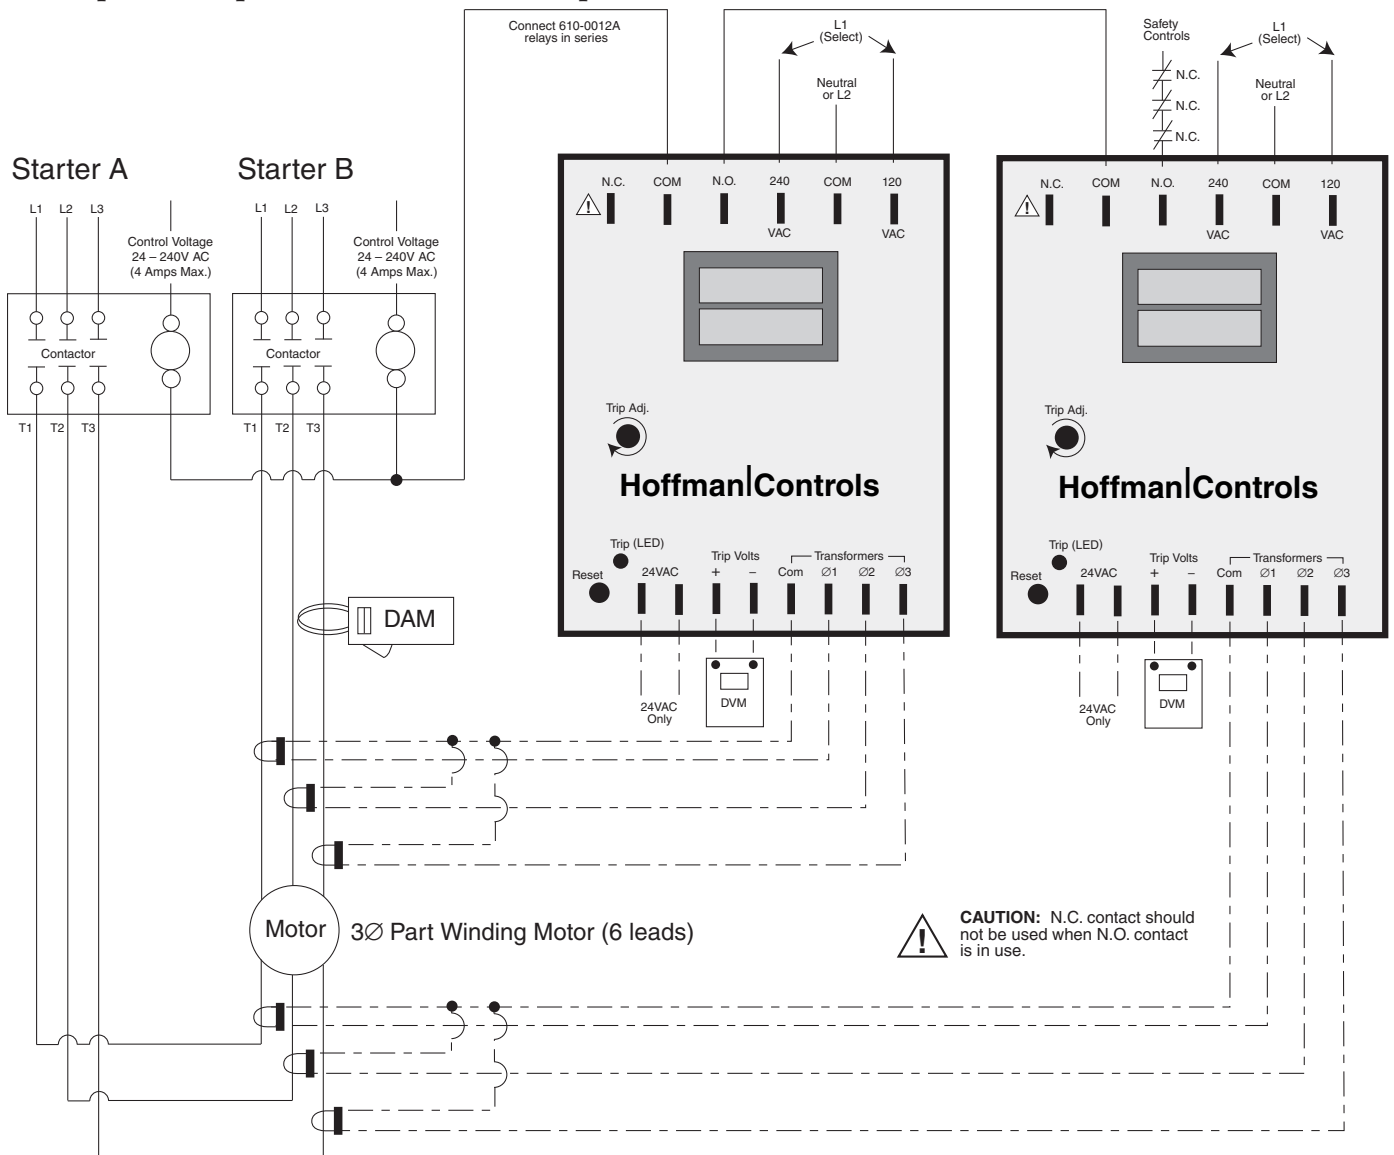 Connect 610-0012A
relays in series
L1
(Select)
Neutral
or L2
Safety
Controls
N.C.
N.C.
N.C.
L1
(Select)
Neutral
or L2
Starter A
Starter B
L1 L2 L3
Control Voltage
24 – 240V AC
(4 Amps Max.)
L1 L2 L3
Control Voltage
24 – 240V AC
(4 Amps Max.)
Contactor
Contactor
T1 T2 T3
T1 T2 T3
! N.C. COM N.O. 240 COM 120
VAC VAC
Trip Adj.
Hoffman Controls
Trip (LED)
Reset
24VAC
Trip Volts
+ –
Transformers
Com Ø1 Ø2 Ø3
! N.C. COM N.O. 240 COM 120
VAC VAC
Trip Adj.
Hoffman Controls
Trip (LED)
Reset
24VAC
Trip Volts
+ –
Transformers
Com Ø1 Ø2 Ø3
DAM
24VAC
Only
DVM
24VAC
Only
DVM
Motor
3Ø Part Winding Motor (6 leads)
!
CAUTION: N.C. contact should
not be used when N.O. contact
is in use.